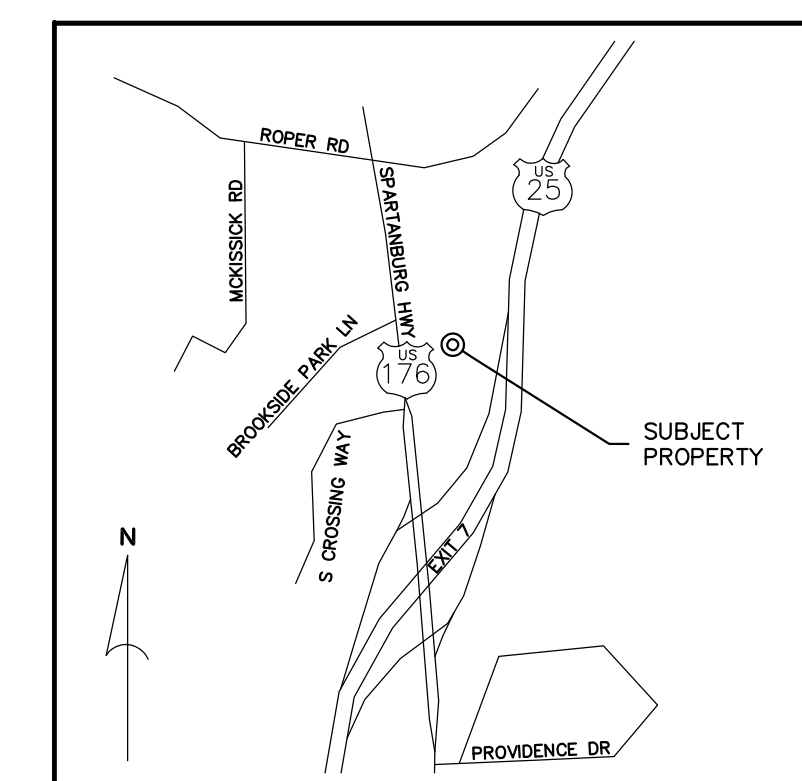 ROPER RD
US
25
MCKISSICK RD
SPARTANBURG HWY
BROOKSIDE PARK LN
US
176
SUBJECT
PROPERTY
S CROSSING WAY
N
EXIT 7
PROVIDENCE DR